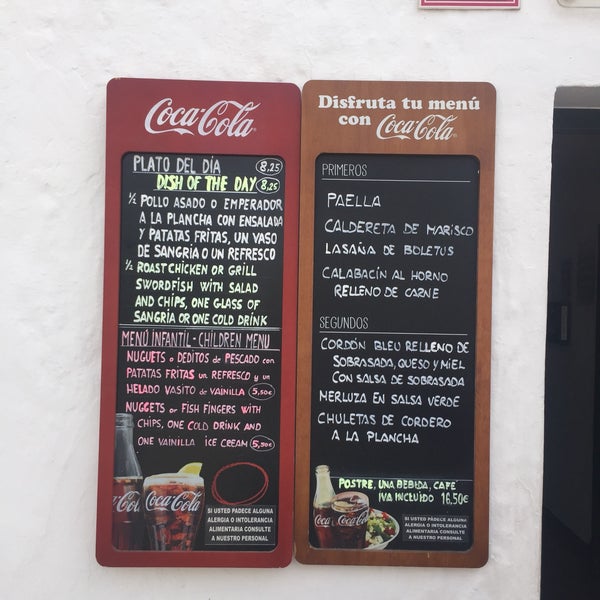 Coca-Cola
PLATO DEL DÍA 8,25
DISH OF THE DAY 8,25
½ POLLO ASADO O EMPERADOR
A LA PLANCHA CON ENSALADA
Y PATATAS FRITAS, UN VASO
DE SANGRIA O UN REFRESCO
½ ROAST CHICKEN OR GRILL
SWORDFISH WITH SALAD
AND CHIPS, ONE GLASS OF
SANGRIA OR ONE COLD DRINK
MENÚ INFANTIL - CHILDREN MENU
NUGUETS O DEDITOS DE PESCADO CON
PATATAS FRITAS UN REFRESCO Y UN
HELADO VASITO DE VAINILLA 5,50€
NUGGETS OR FISH FINGERS WITH
CHIPS, ONE COLD DRINK AND
ONE VAINILLA ICE CREAM 5,50€
Coca-Cola
SI USTED PADECE ALGUNA
ALERGIA O INTOLERANCIA
ALIMENTARIA CONSULTE
A NUESTRO PERSONAL
Disfruta tu menú
con Coca-Cola
PRIMEROS
PAELLA
CALDERETA DE MARISCO
LASAÑA DE BOLETUS
CALABACÍN AL HORNO
RELLENO DE CARNE
SEGUNDOS
CORDÓN BLEU RELLENO DE
SOBRASADA, QUESO Y MIEL
CON SALSA DE SOBRASADA
MERLUZA EN SALSA VERDE
CHULETAS DE CORDERO
A LA PLANCHA
POSTRE, UNA BEBIDA, CAFÉ
IVA INCLUIDO 16,50€
Coca-Cola
SI USTED PADECE ALGUNA
ALERGIA O INTOLERANCIA
ALIMENTARIA CONSULTE
A NUESTRO PERSONAL